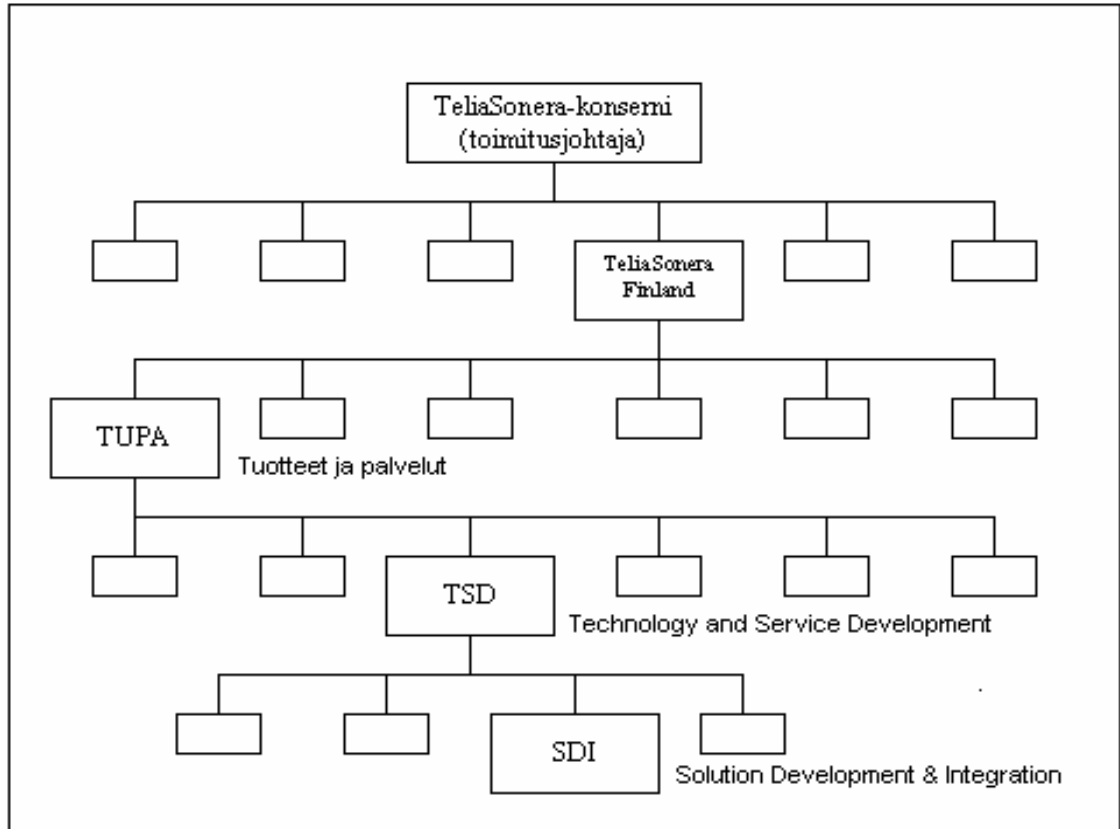 TeliaSonera-konserni
(toimitusjohtaja)
TeliaSonera
Finland
TUPA
Tuotteet ja palvelut
TSD
Technology and Service Development
SDI
Solution Development & Integration